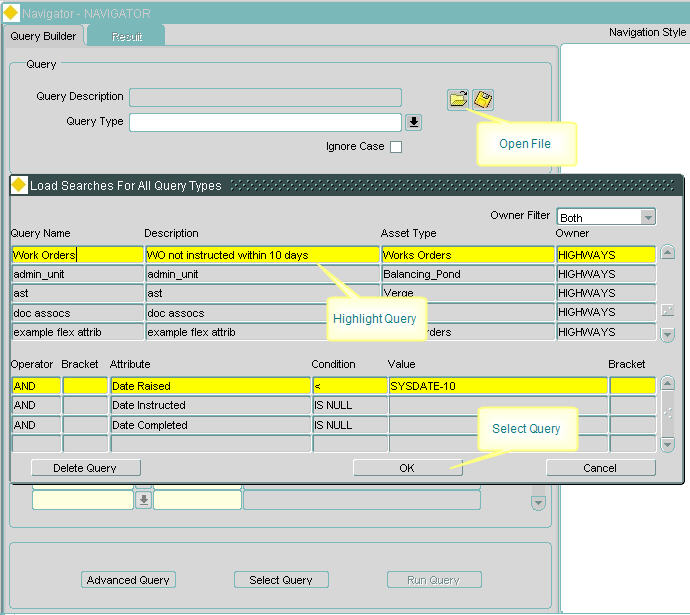 Navigator - NAVIGATOR
Query Builder
Result
Navigation Style
Query
Query Description
Query Type
Ignore Case
Open File
Load Searches For All Query Types
Owner Filter Both
Query Name Description Asset Type Owner
Work Orders WO not instructed within 10 days Works Orders HIGHWAYS
admin_unit admin_unit Balancing_Pond HIGHWAYS
ast ast Verge HIGHWAYS
doc assocs doc assocs HIGHWAYS
example flex attrib example flex attrib HIGHWAYS
Highlight Query
Operator Bracket Attribute Condition Value Bracket
AND Date Raised < SYSDATE-10
AND Date Instructed IS NULL
AND Date Completed IS NULL
Select Query
Delete Query OK Cancel
Advanced Query Select Query Run Query